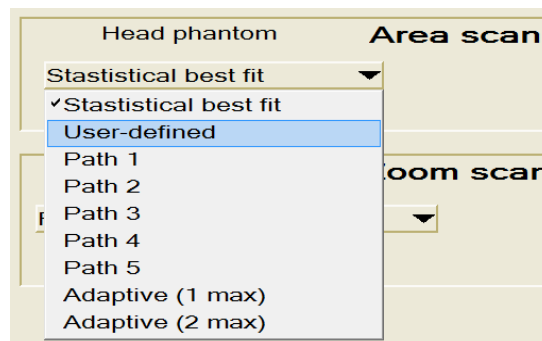 Head phantom
Area scan
Stastistical best fit
✓Stastistical best fit
User-defined
Path 1
Path 2
oom scan
Path 3
Path 4
Path 5
Adaptive (1 max)
Adaptive (2 max)